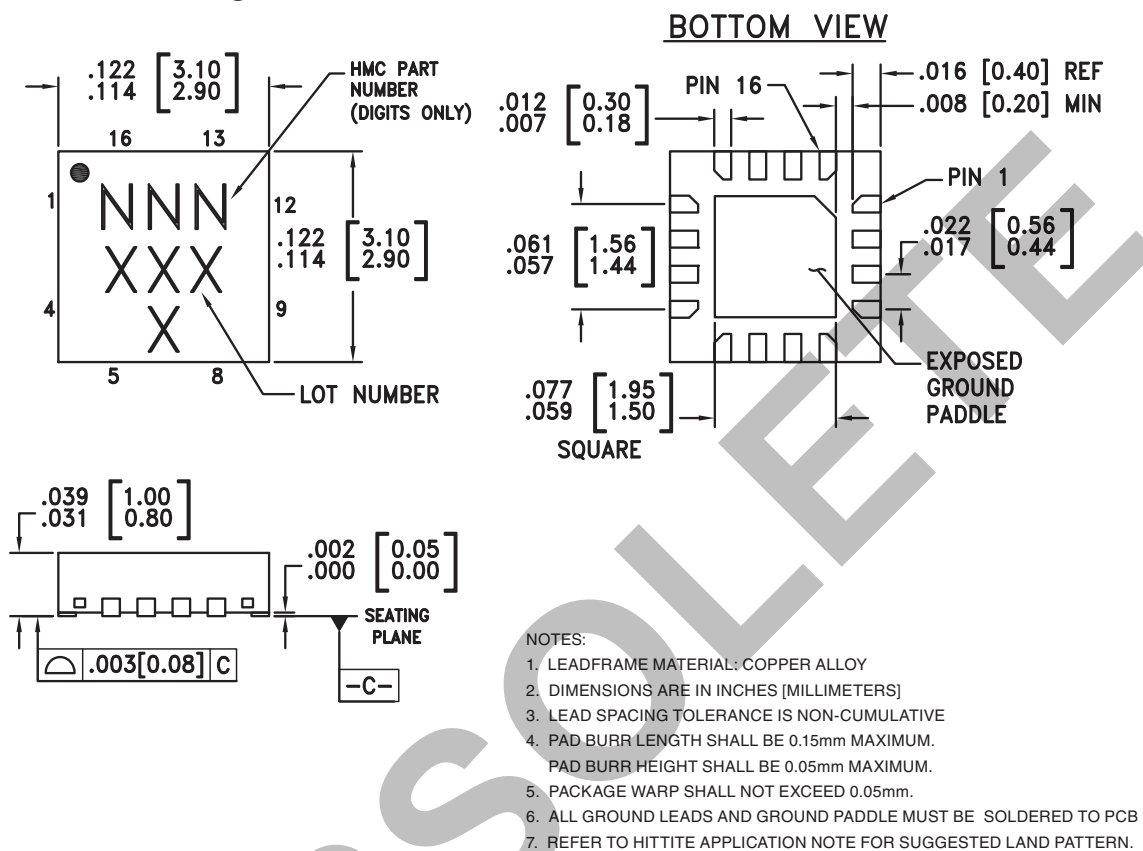 BOTTOM VIEW
.122 [3.10]
.114 [2.90]
HMC PART
NUMBER
(DIGITS ONLY)
16 13
1 12
4 9
5 8
NNN
XXX
X
.122 [3.10]
.114 [2.90]
LOT NUMBER
.012 [0.30]
.007 [0.18]
PIN 16
.016 [0.40] REF
.008 [0.20] MIN
PIN 1
.061 [1.56]
.057 [1.44]
.022 [0.56]
.017 [0.44]
.077 [1.95]
.059 [1.50]
SQUARE
EXPOSED
GROUND
PADDLE
.039 [1.00]
.031 [0.80]
.002 [0.05]
.000 [0.00]
SEATING
PLANE
.003[0.08] C
-C-
NOTES:
1. LEADFRAME MATERIAL: COPPER ALLOY
2. DIMENSIONS ARE IN INCHES [MILLIMETERS]
3. LEAD SPACING TOLERANCE IS NON-CUMULATIVE
4. PAD BURR LENGTH SHALL BE 0.15mm MAXIMUM.
PAD BURR HEIGHT SHALL BE 0.05mm MAXIMUM.
5. PACKAGE WARP SHALL NOT EXCEED 0.05mm.
6. ALL GROUND LEADS AND GROUND PADDLE MUST BE SOLDERED TO PCB
7. REFER TO HITTITE APPLICATION NOTE FOR SUGGESTED LAND PATTERN.
SOLETE